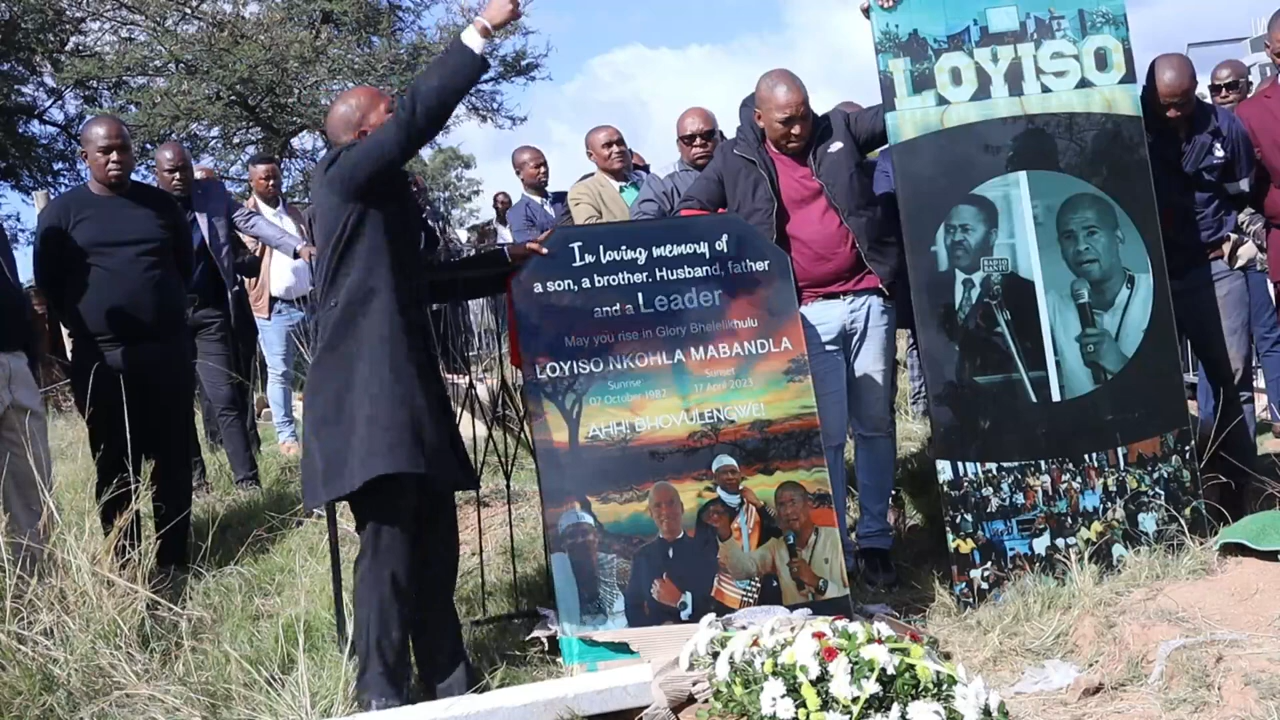 In loving memory of
a son, a brother. Husband, father
and a Leader
May you rise in Glory Bhelelikhulu
LOYISO NKOHLA MABANDLA
Sunrise Sunset
07 October 1982 17 April 2023
AHH! BHOVULENGWE!
LOYISO
RADIO
BANTU